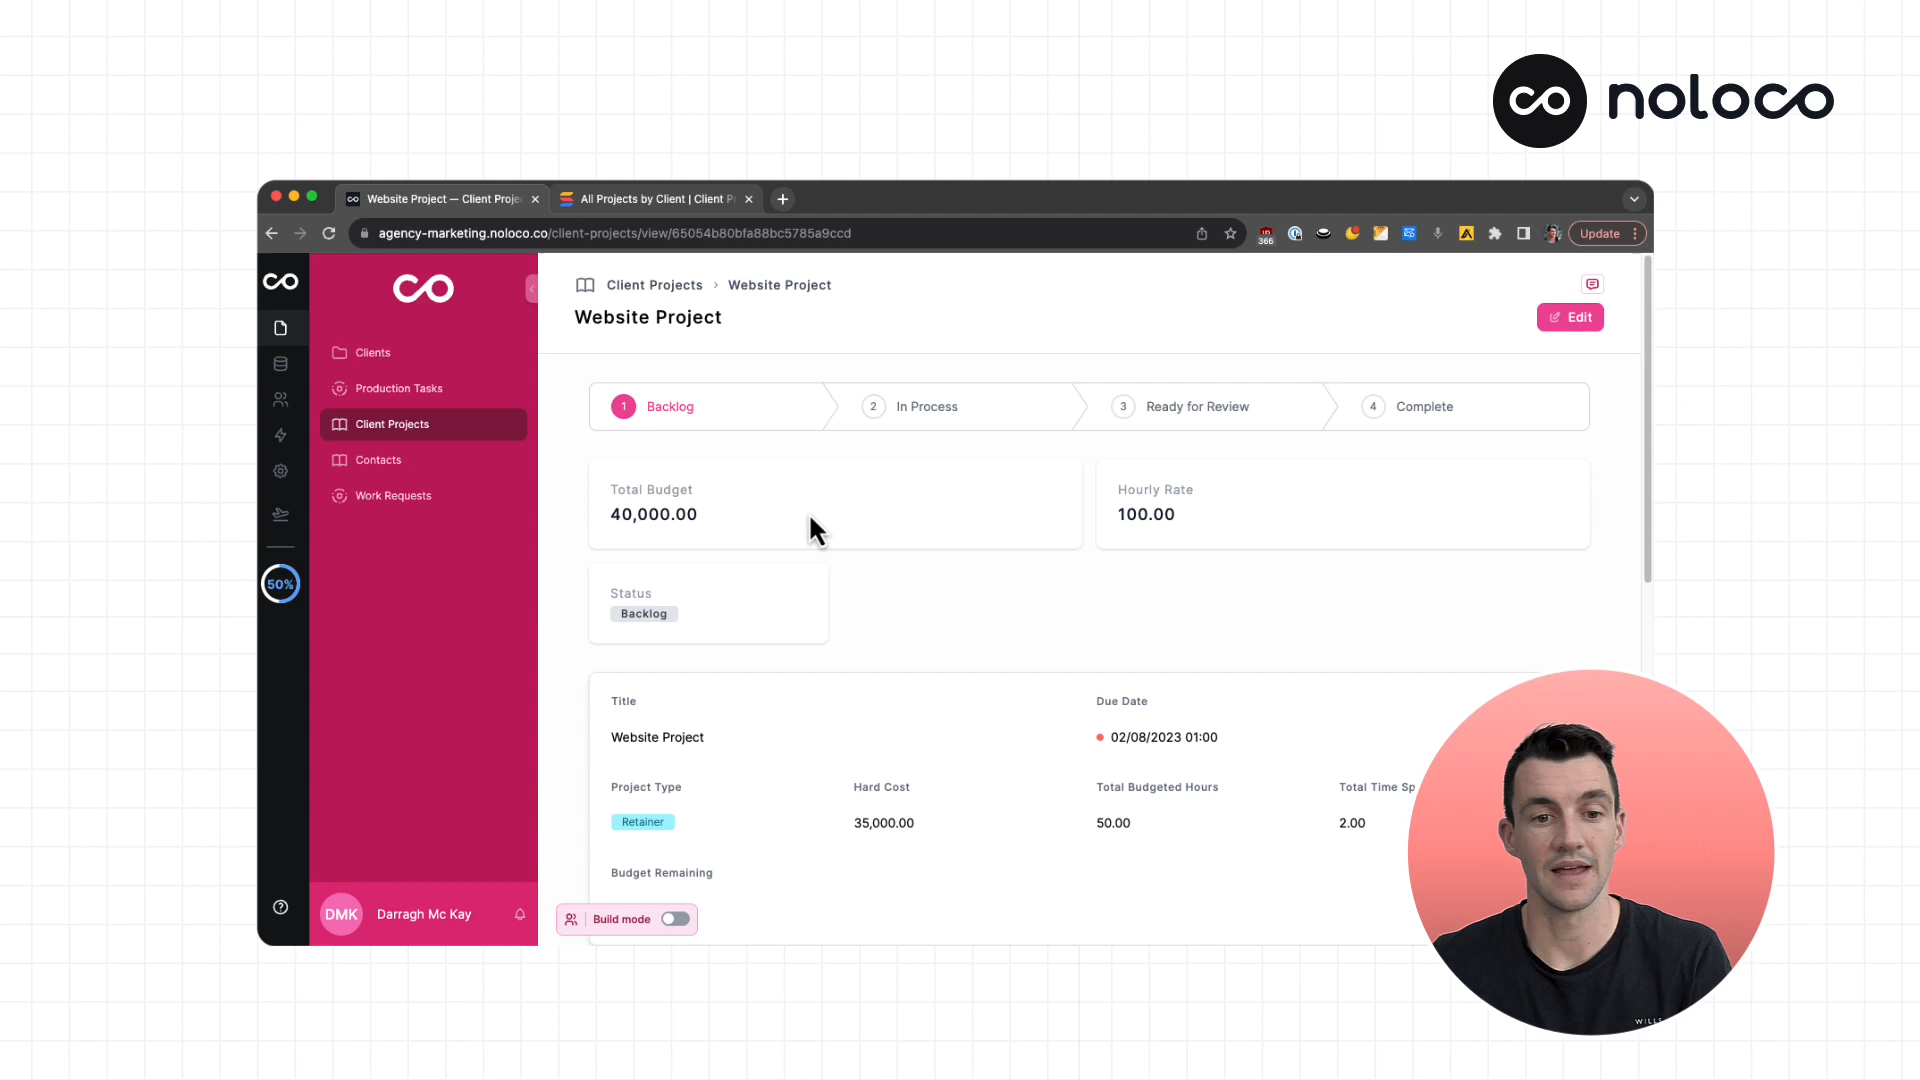 noloco
Website Project — Client Proje
All Projects by Client | Client P
agency-marketing.noloco.co/client-projects/view/65054b80bfa88bc5785a9ccd
366
Update
Client Projects > Website Project
Website Project
Edit
Clients
Production Tasks
Client Projects
Contacts
Work Requests
50%
1 Backlog
2 In Process
3 Ready for Review
4 Complete
Total Budget
40,000.00
Hourly Rate
100.00
Status
Backlog
Title
Due Date
Website Project
02/08/2023 01:00
Project Type
Hard Cost
Total Budgeted Hours
Total Time Sp
Retainer
35,000.00
50.00
2.00
Budget Remaining
DMK
Darragh Mc Kay
Build mode
WILLS